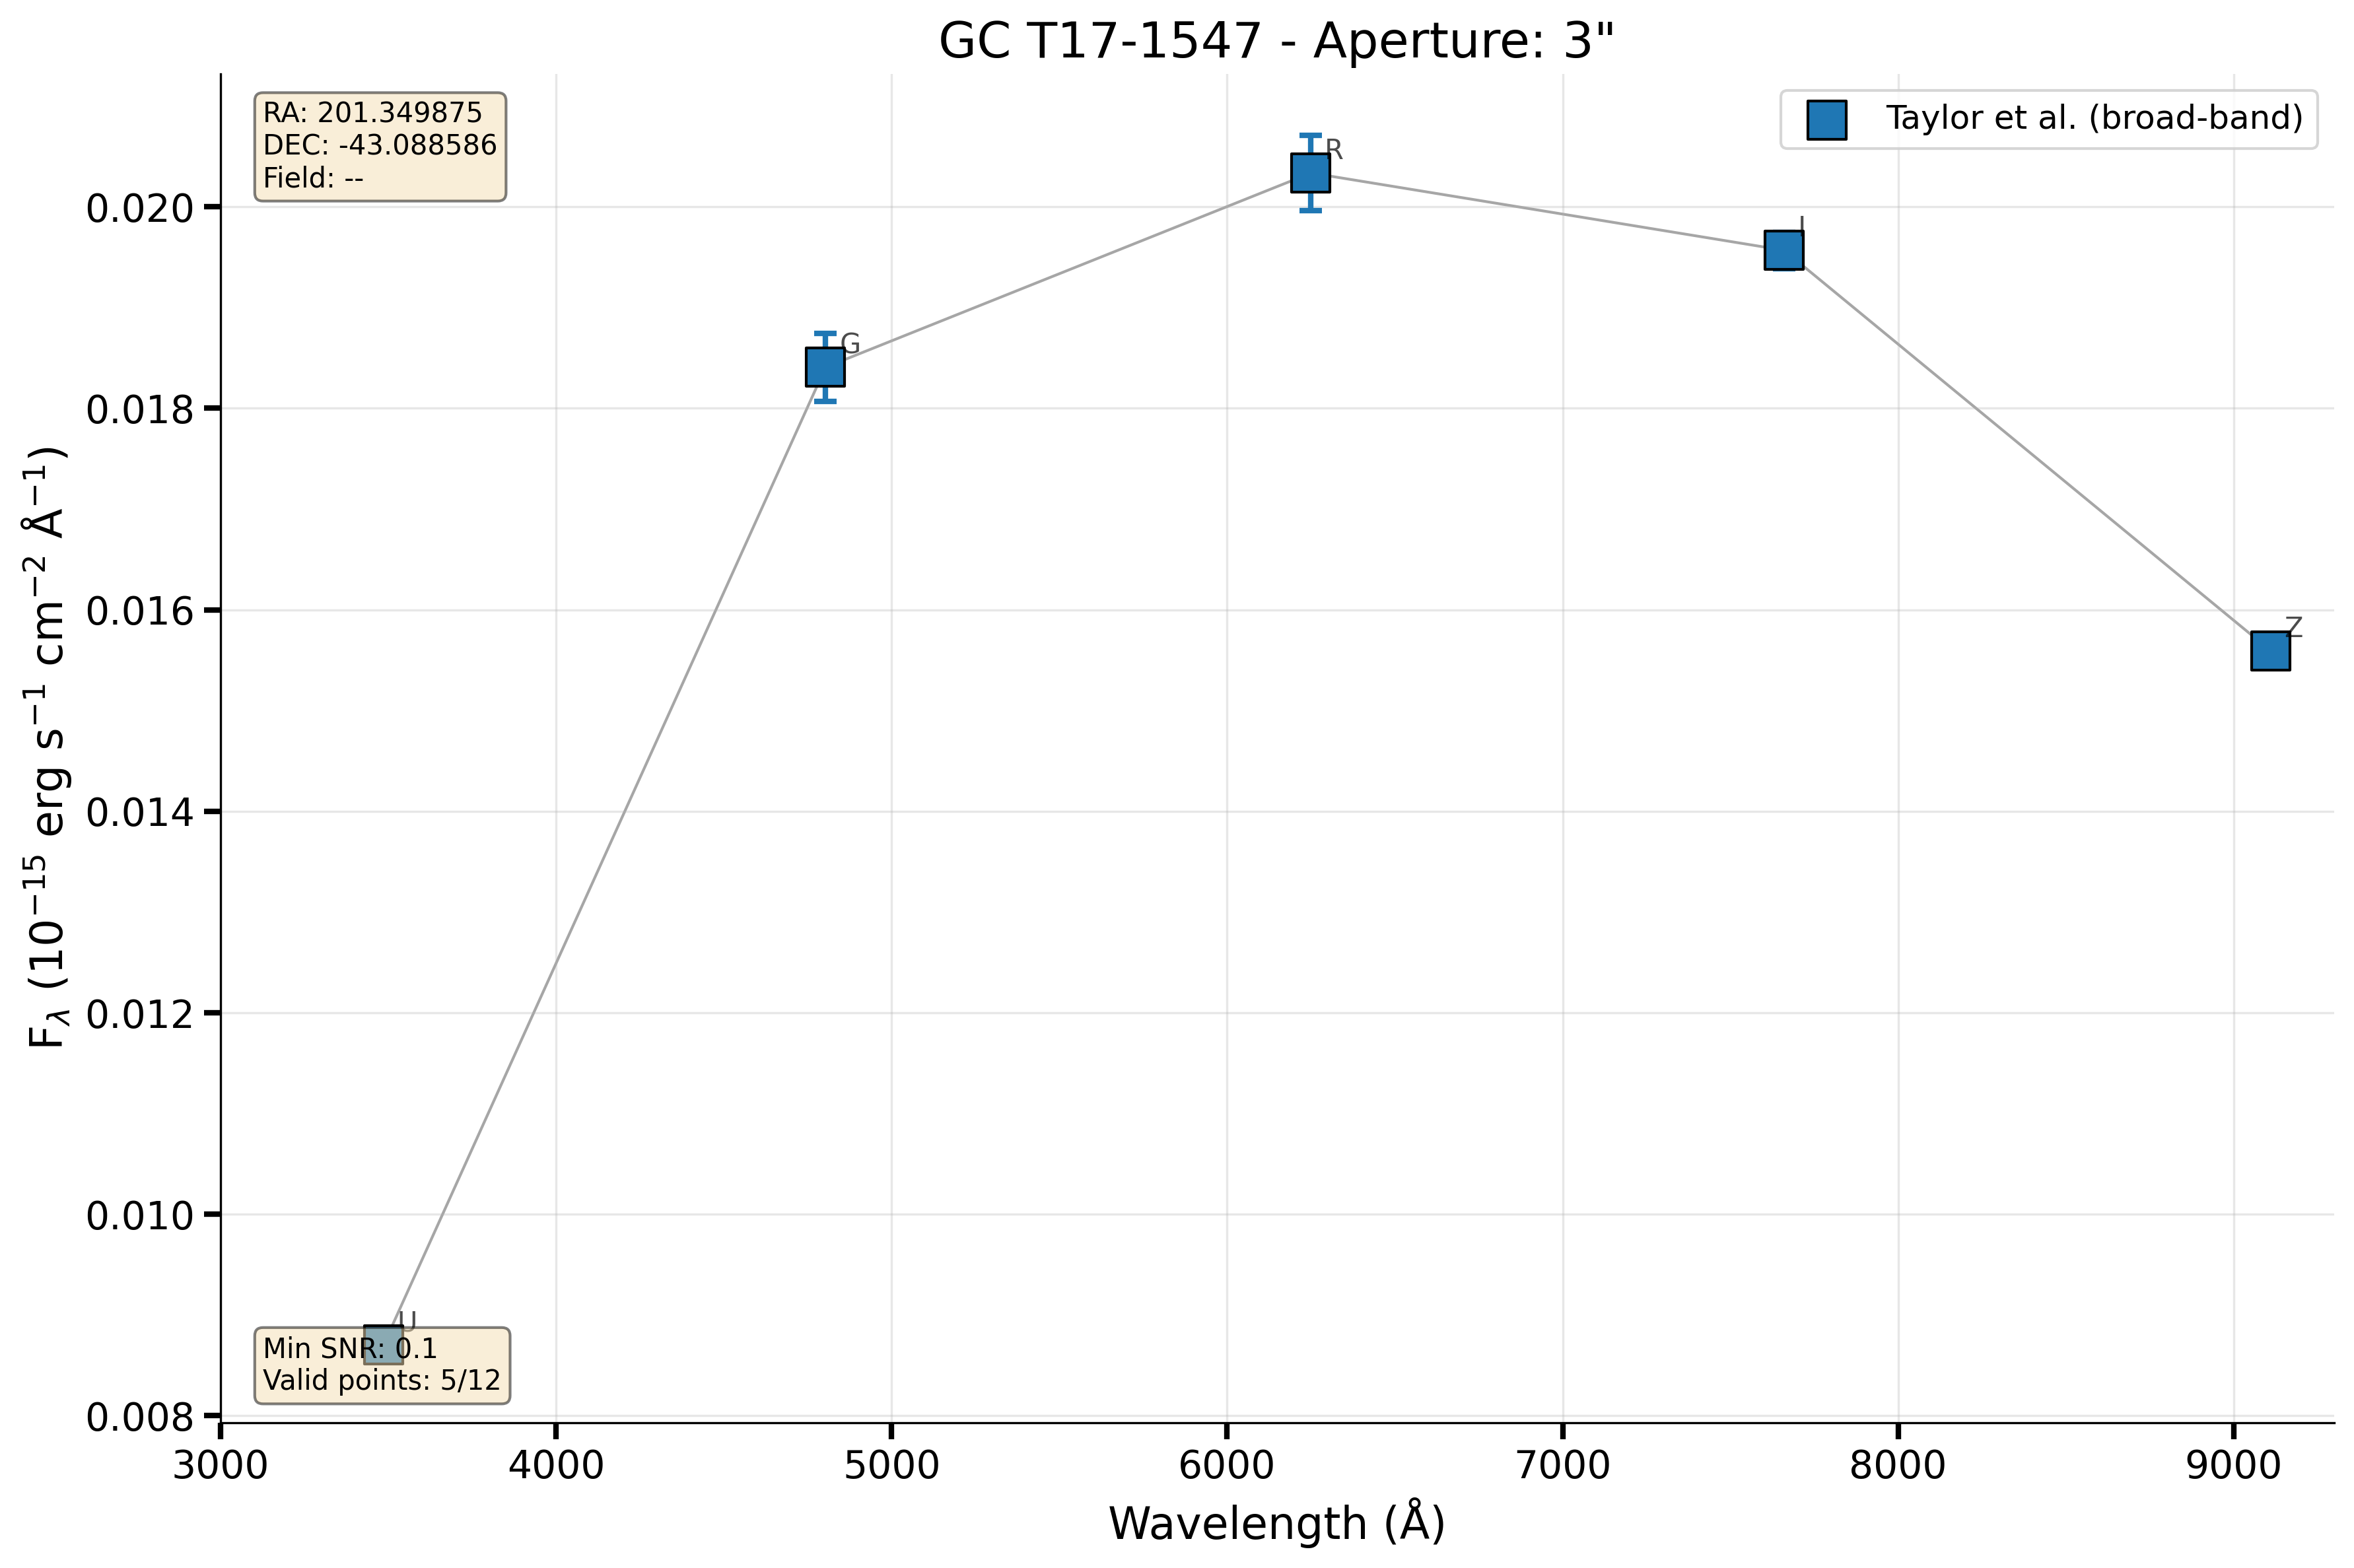 GC T17-1547 - Aperture: 3"
RA: 201.349875
DEC: -43.088586
Field: --
Taylor et al. (broad-band)
R
I
G
Z
U
Min SNR: 0.1
Valid points: 5/12
0.020
0.018
0.016
0.014
0.012
0.010
0.008
F_λ (10⁻¹⁵ erg s⁻¹ cm⁻² Å⁻¹)
3000 4000 5000 6000 7000 8000 9000
Wavelength (Å)